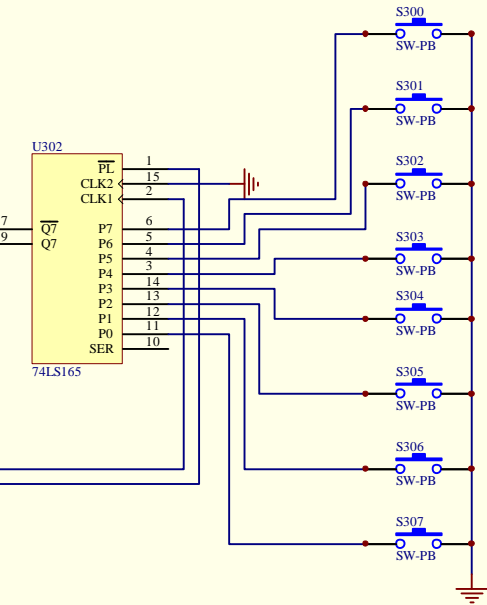 S300
SW-PB
S301
SW-PB
U302
PL 1
S302
CLK2 15
SW-PB
CLK1 2
7 Q7 P7 6
9 Q7 P6 5
S303
P5 4
P4 3
SW-PB
P3 14
S304
P2 13
P1 12
SW-PB
P0 11
SER 10
74LS165
S305
SW-PB
S306
SW-PB
S307
SW-PB